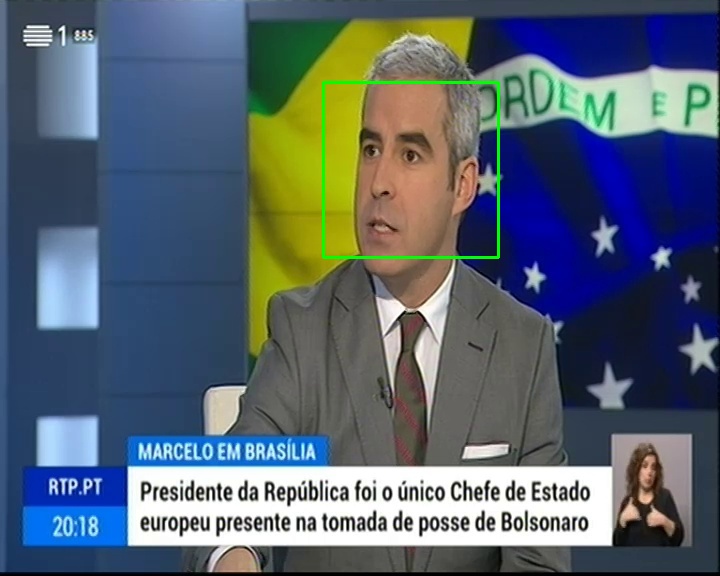 1 885
ORDEM E P
MARCELO EM BRASÍLIA
RTP.PT
Presidente da República foi o único Chefe de Estado
20:18
europeu presente na tomada de posse de Bolsonaro